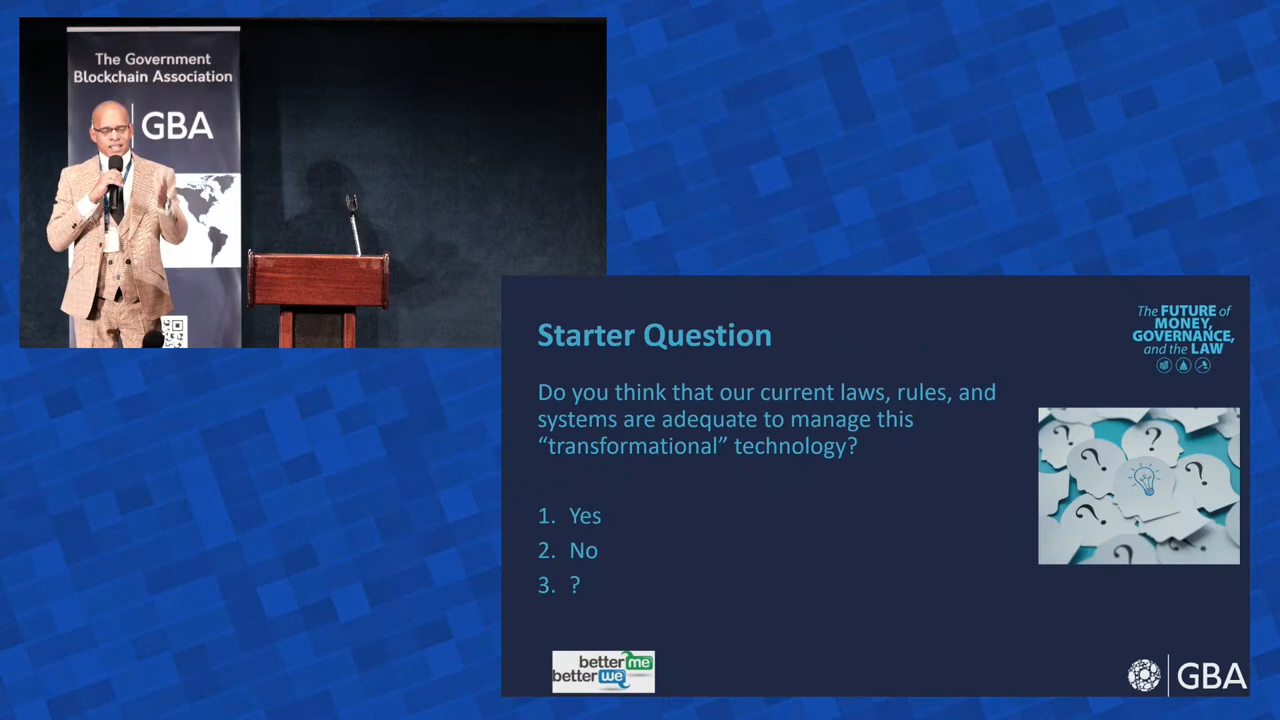 The Government
Blockchain Association
GBA
Starter Question
Do you think that our current laws, rules, and
systems are adequate to manage this
“transformational” technology?
1. Yes
2. No
3. ?
The FUTURE of
MONEY,
GOVERNANCE,
and the LAW
? ? ? ? ? ?
better me
better we
GBA